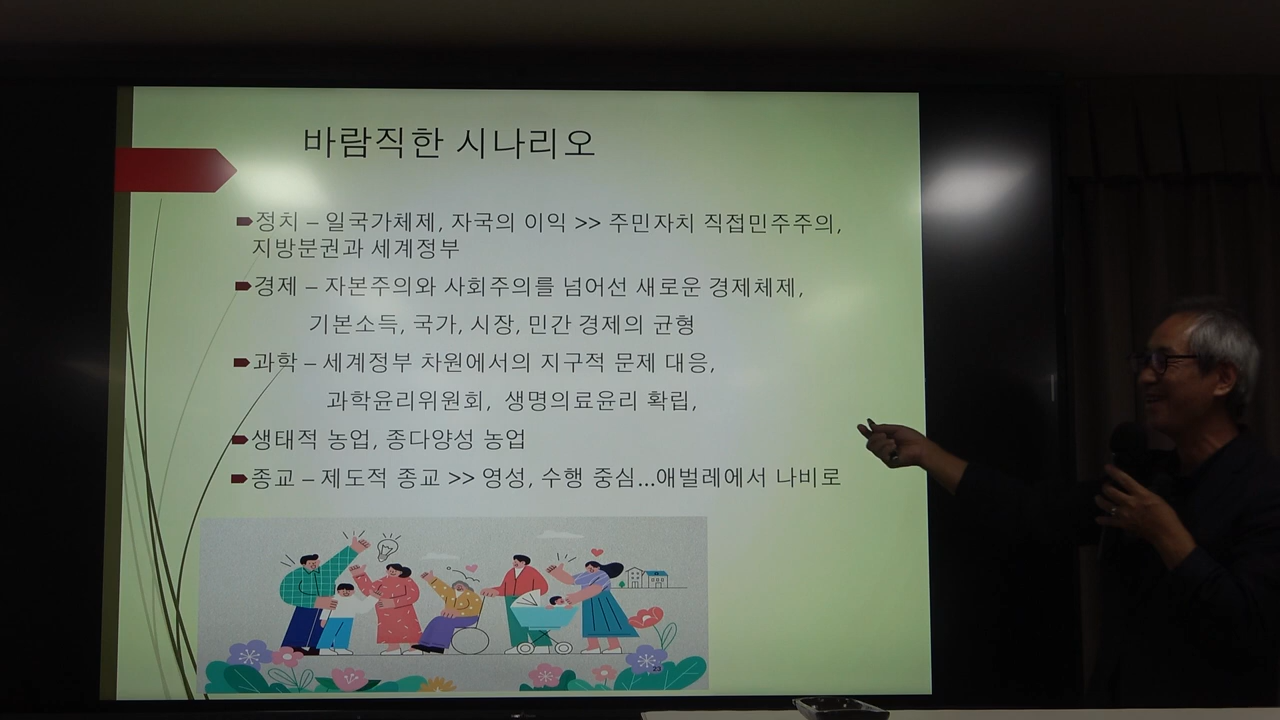 바람직한 시나리오
정치 – 일국가체제, 자국의 이익 >> 주민자치 직접민주주의,
지방분권과 세계정부
경제 – 자본주의와 사회주의를 넘어선 새로운 경제체제,
기본소득, 국가, 시장, 민간 경제의 균형
과학 – 세계정부 차원에서의 지구적 문제 대응,
과학윤리위원회, 생명의료윤리 확립,
생태적 농업, 종다양성 농업
종교 – 제도적 종교 >> 영성, 수행 중심...애벌레에서 나비로